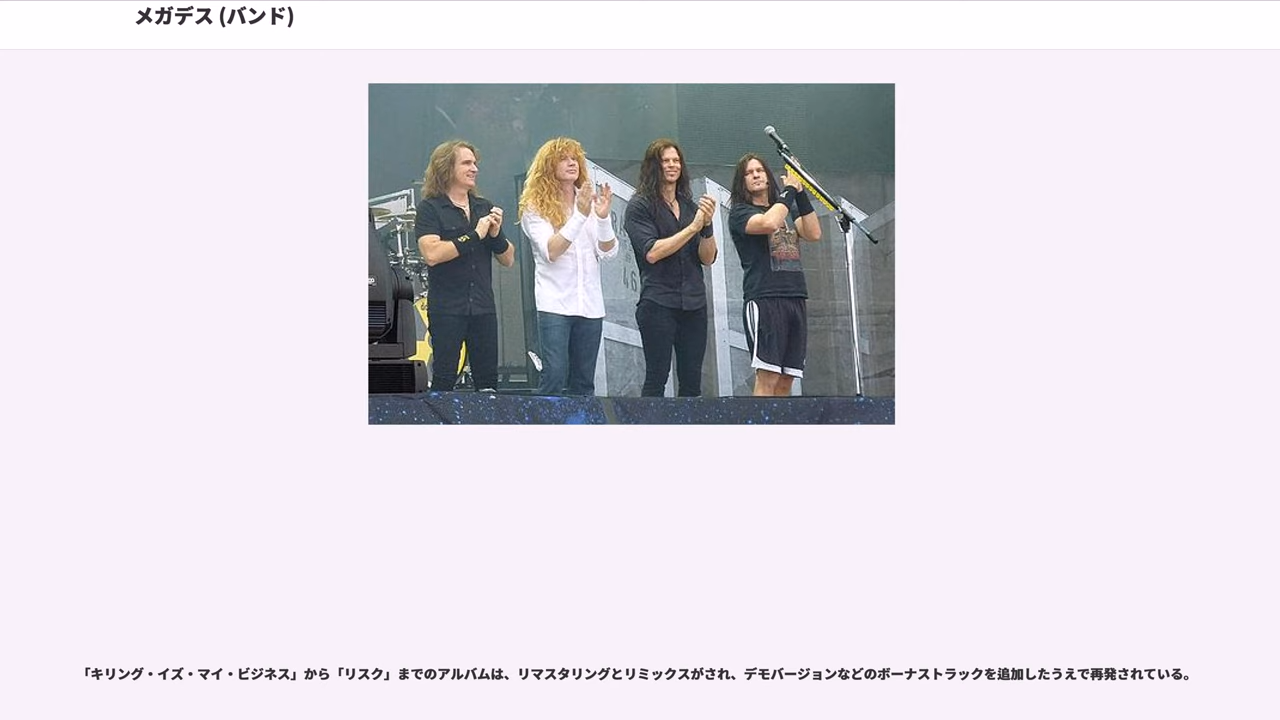 メガデス (バンド)
「キリング・イズ・マイ・ビジネス」から「リスク」までのアルバムは、リマスタリングとリミックスがされ、デモバージョンなどのボーナストラックを追加したうえで再発されている。